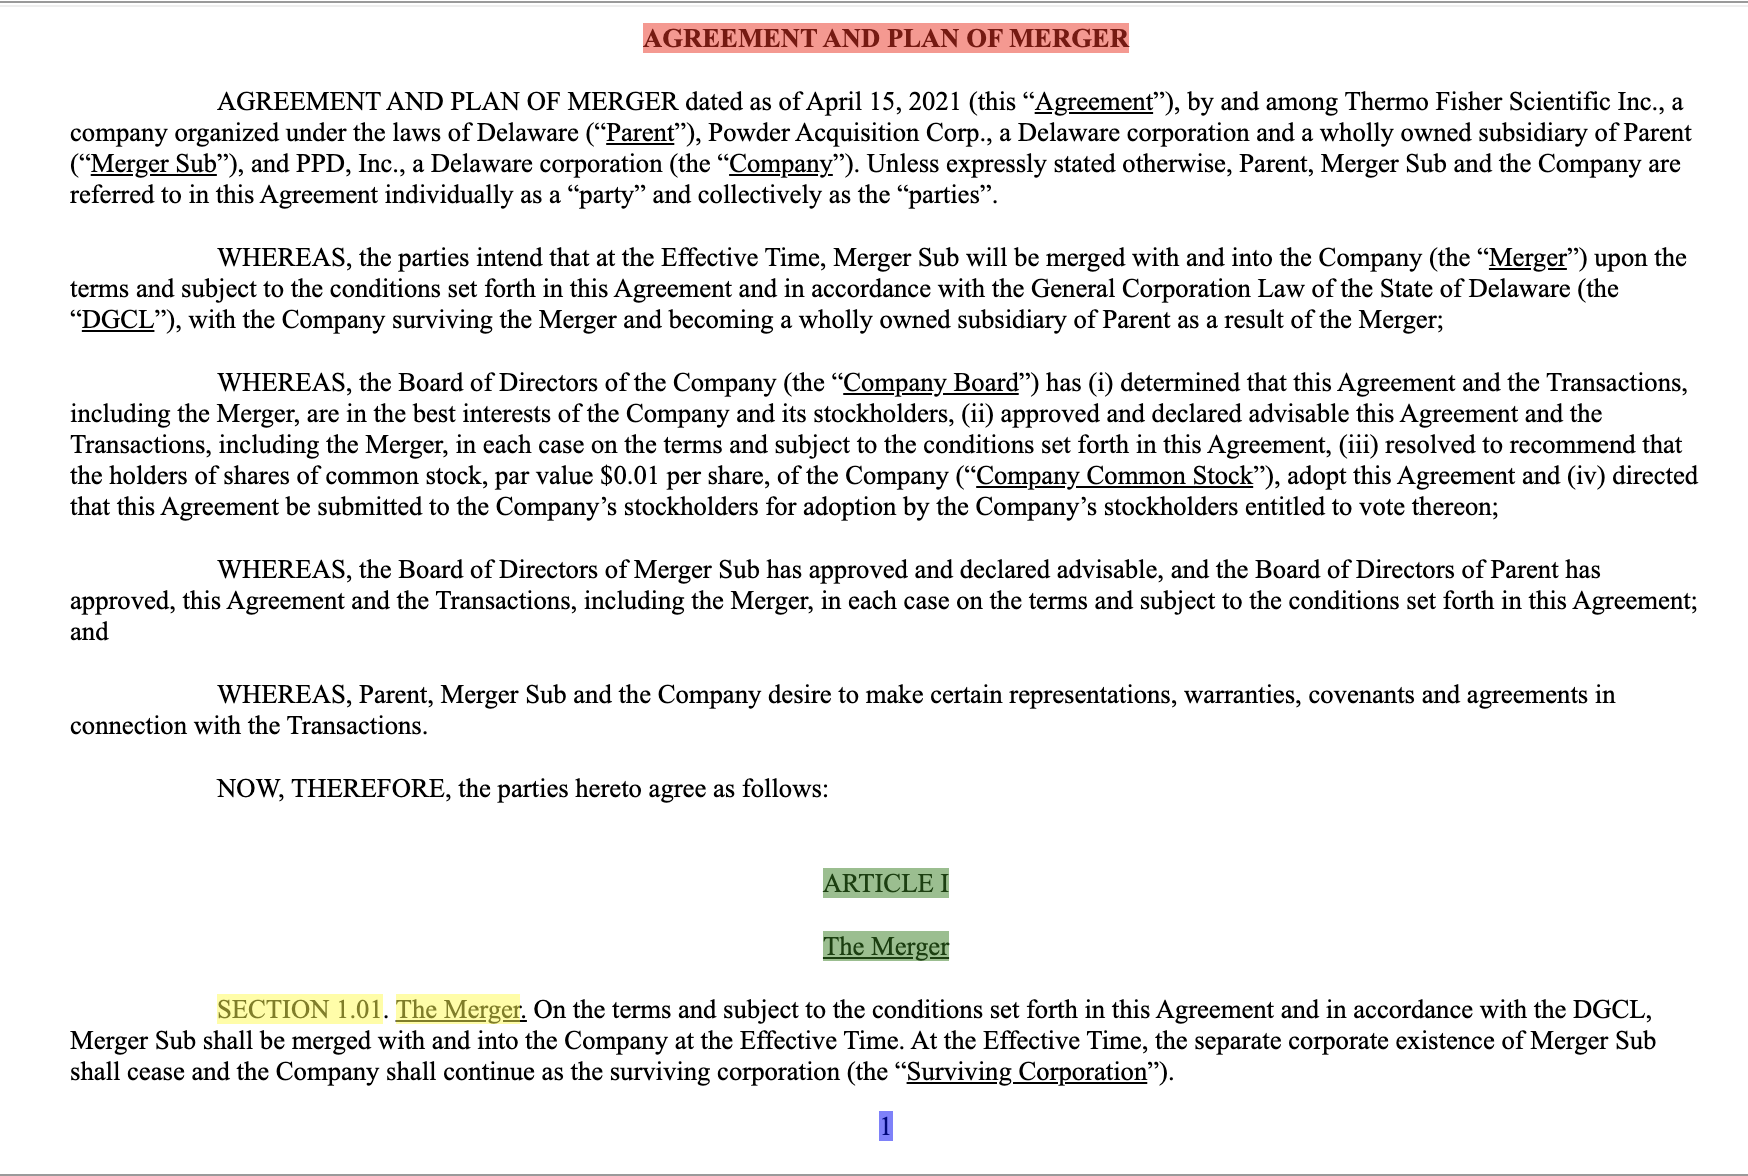 AGREEMENT AND PLAN OF MERGER
AGREEMENT AND PLAN OF MERGER dated as of April 15, 2021 (this “Agreement”), by and among Thermo Fisher Scientific Inc., a
company organized under the laws of Delaware (“Parent”), Powder Acquisition Corp., a Delaware corporation and a wholly owned subsidiary of Parent
(“Merger Sub”), and PPD, Inc., a Delaware corporation (the “Company”). Unless expressly stated otherwise, Parent, Merger Sub and the Company are
referred to in this Agreement individually as a “party” and collectively as the “parties”.
WHEREAS, the parties intend that at the Effective Time, Merger Sub will be merged with and into the Company (the “Merger”) upon the
terms and subject to the conditions set forth in this Agreement and in accordance with the General Corporation Law of the State of Delaware (the
“DGCL”), with the Company surviving the Merger and becoming a wholly owned subsidiary of Parent as a result of the Merger;
WHEREAS, the Board of Directors of the Company (the “Company Board”) has (i) determined that this Agreement and the Transactions,
including the Merger, are in the best interests of the Company and its stockholders, (ii) approved and declared advisable this Agreement and the
Transactions, including the Merger, in each case on the terms and subject to the conditions set forth in this Agreement, (iii) resolved to recommend that
the holders of shares of common stock, par value $0.01 per share, of the Company (“Company Common Stock”), adopt this Agreement and (iv) directed
that this Agreement be submitted to the Company’s stockholders for adoption by the Company’s stockholders entitled to vote thereon;
WHEREAS, the Board of Directors of Merger Sub has approved and declared advisable, and the Board of Directors of Parent has
approved, this Agreement and the Transactions, including the Merger, in each case on the terms and subject to the conditions set forth in this Agreement;
and
WHEREAS, Parent, Merger Sub and the Company desire to make certain representations, warranties, covenants and agreements in
connection with the Transactions.
NOW, THEREFORE, the parties hereto agree as follows:
ARTICLE I
The Merger
SECTION 1.01. The Merger. On the terms and subject to the conditions set forth in this Agreement and in accordance with the DGCL,
Merger Sub shall be merged with and into the Company at the Effective Time. At the Effective Time, the separate corporate existence of Merger Sub
shall cease and the Company shall continue as the surviving corporation (the “Surviving Corporation”).
1